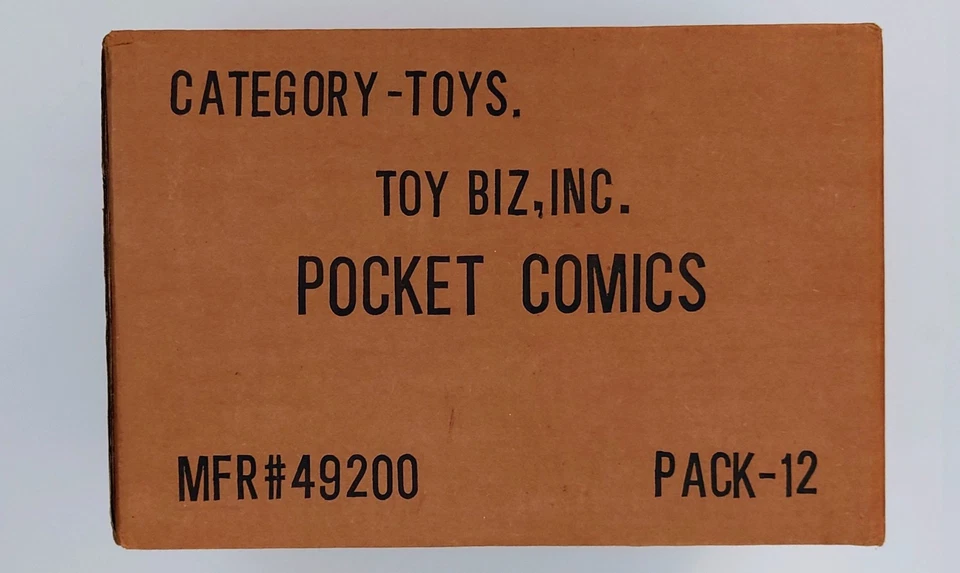 CATEGORY-TOYS.
TOY BIZ,INC.
POCKET COMICS
MFR#49200 PACK-12